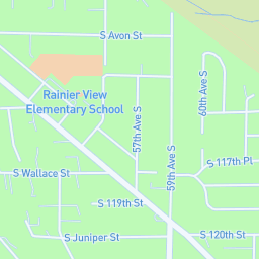 S Avon St
Rainier View
Elementary School
57th Ave S
60th Ave S
59th Ave S
S 117th Pl
S Wallace St
S 119th St
S Juniper St
S 120th St